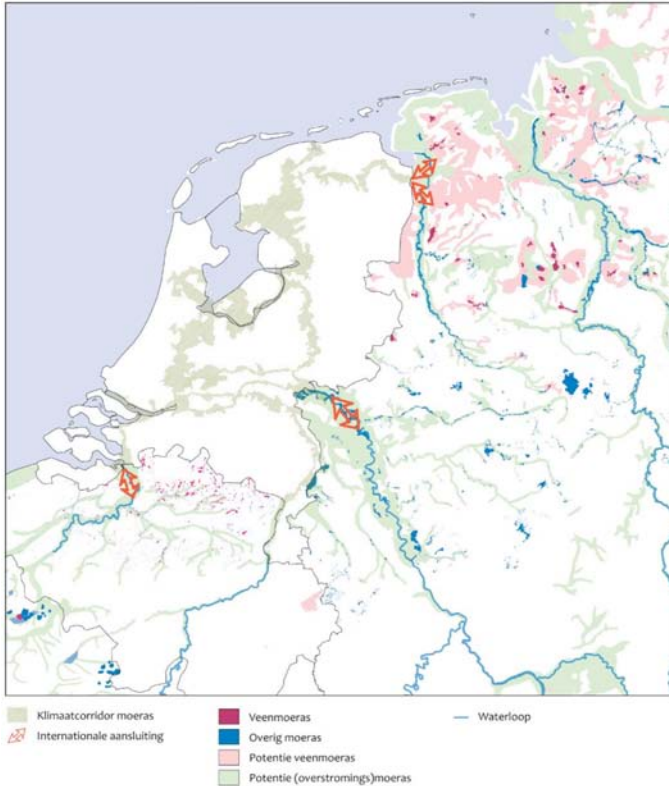 Klimaatcorridor moeras
Internationale aansluiting
Veenmoeras
Overig moeras
Potentie veenmoeras
Potentie (overstromings)moeras
Waterloop